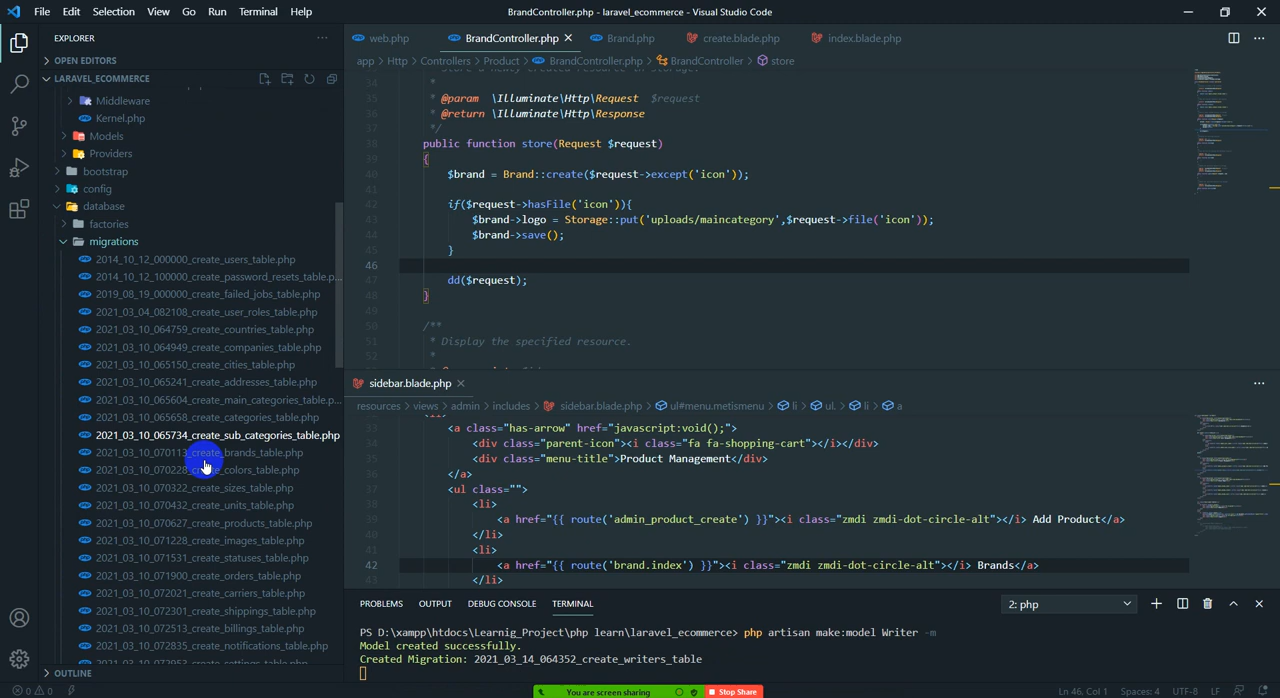 File Edit Selection View Go Run Terminal Help
BrandController.php - laravel_ecommerce - Visual Studio Code
EXPLORER
OPEN EDITORS
LARAVEL_ECOMMERCE
Middleware
Kernel.php
Models
Providers
bootstrap
config
database
factories
migrations
2014_10_12_000000_create_users_table.php
2014_10_12_100000_create_password_resets_table.p...
2019_08_19_000000_create_failed_jobs_table.php
2021_03_04_082108_create_user_roles_table.php
2021_03_10_064759_create_countries_table.php
2021_03_10_064949_create_companies_table.php
2021_03_10_065150_create_cities_table.php
2021_03_10_065241_create_addresses_table.php
2021_03_10_065604_create_main_categories_table.p...
2021_03_10_065658_create_categories_table.php
2021_03_10_065734_create_sub_categories_table.php
2021_03_10_070113_create_brands_table.php
2021_03_10_070228_create_colors_table.php
2021_03_10_070322_create_sizes_table.php
2021_03_10_070432_create_units_table.php
2021_03_10_070627_create_products_table.php
2021_03_10_071228_create_images_table.php
2021_03_10_071531_create_statuses_table.php
2021_03_10_071900_create_orders_table.php
2021_03_10_072021_create_carriers_table.php
2021_03_10_072301_create_shippings_table.php
2021_03_10_072513_create_billings_table.php
2021_03_10_072835_create_notifications_table.php
2021_03_10_072953_create_settings_table.php
OUTLINE
web.php BrandController.php Brand.php create.blade.php index.blade.php
app > Http > Controllers > Product > BrandController.php > BrandController > store
34 *
35 * @param \Illuminate\Http\Request $request
36 * @return \Illuminate\Http\Response
37 */
38 public function store(Request $request)
39 {
40 $brand = Brand::create($request->except('icon'));
41
42 if($request->hasFile('icon')){
43 $brand->logo = Storage::put('uploads/maincategory',$request->file('icon'));
44 $brand->save();
45 }
46
47 dd($request);
48 }
49
50 /**
51 * Display the specified resource.
52 *
sidebar.blade.php
resources > views > admin > includes > sidebar.blade.php > ul#menu.metismenu > li > ul. > li > a
33 <a class="has-arrow" href="javascript:void();">
34 <div class="parent-icon"><i class="fa fa-shopping-cart"></i></div>
35 <div class="menu-title">Product Management</div>
36 </a>
37 <ul class="">
38 <li>
39 <a href="{{ route('admin_product_create') }}"><i class="zmdi zmdi-dot-circle-alt"></i> Add Product</a>
40 </li>
41 <li>
42 <a href="{{ route('brand.index') }}"><i class="zmdi zmdi-dot-circle-alt"></i> Brands</a>
43 </li>
PROBLEMS OUTPUT DEBUG CONSOLE TERMINAL
2: php
PS D:\xampp\htdocs\Learnig_Project\php learn\laravel_ecommerce> php artisan make:model Writer -m
Model created successfully.
Created Migration: 2021_03_14_064352_create_writers_table
0 0
You are screen sharing Stop Share
Ln 46, Col 1 Spaces: 4 UTF-8 LF PHP